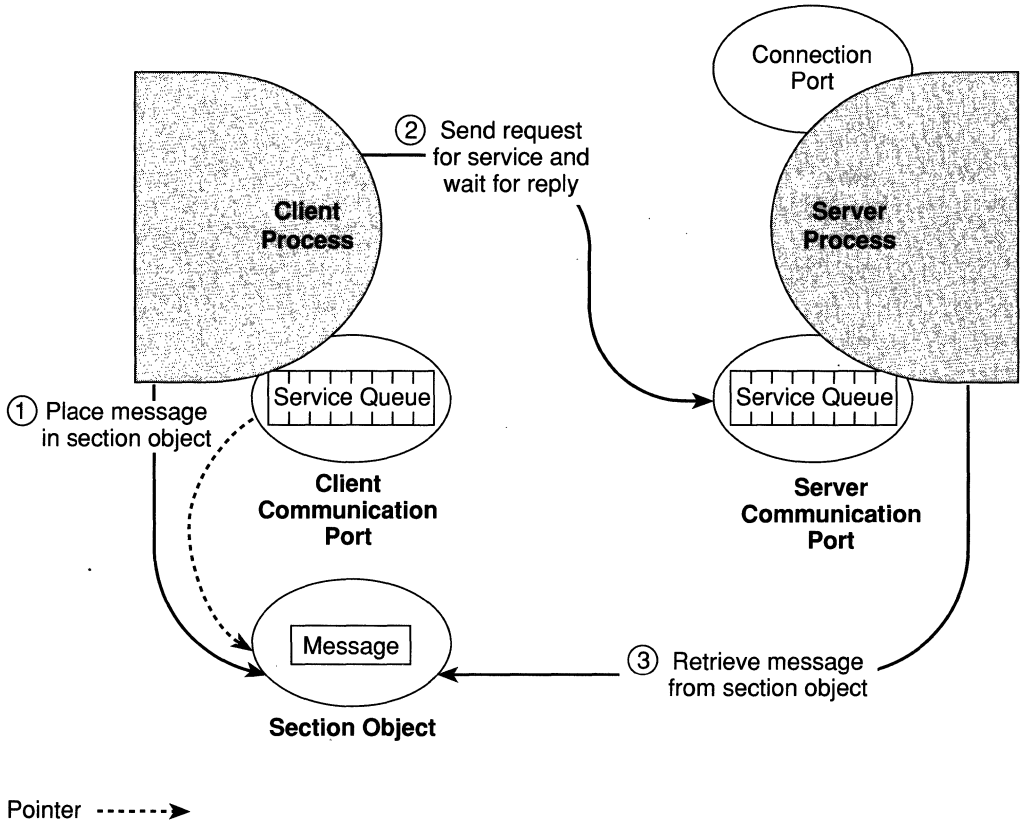 Connection
Port
② Send request
for service and
wait for reply
Client
Process
Server
Process
Service Queue
Service Queue
① Place message
in section object
Client
Communication
Port
Server
Communication
Port
Message
③ Retrieve message
from section object
Section Object
Pointer